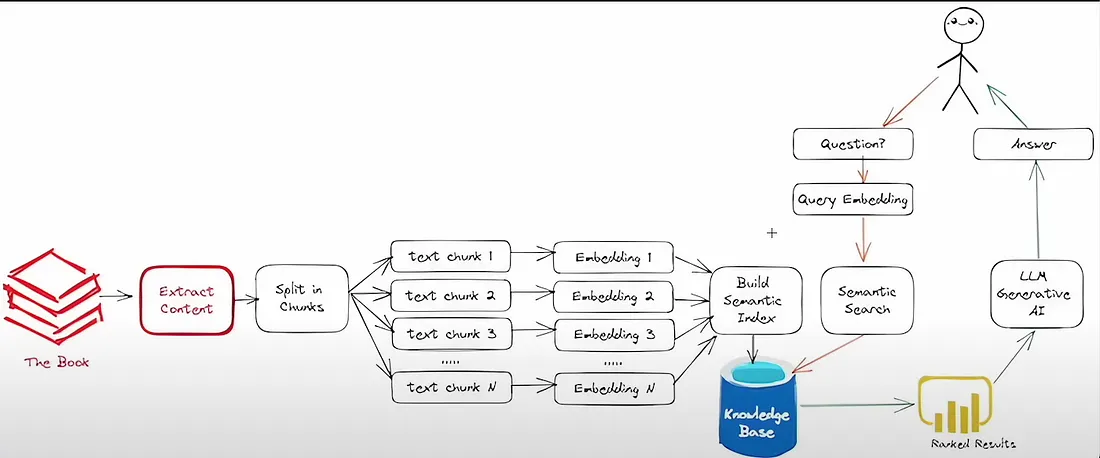 Question?
Answer
Query Embedding
The Book
Extract
Content
Split in
Chunks
text chunk 1
text chunk 2
text chunk 3
.....
text chunk N
Embedding 1
Embedding 2
Embedding 3
.....
Embedding N
Build
Semantic
Index
Semantic
Search
LLM
Generative
AI
Knowledge
Base
Ranked Results